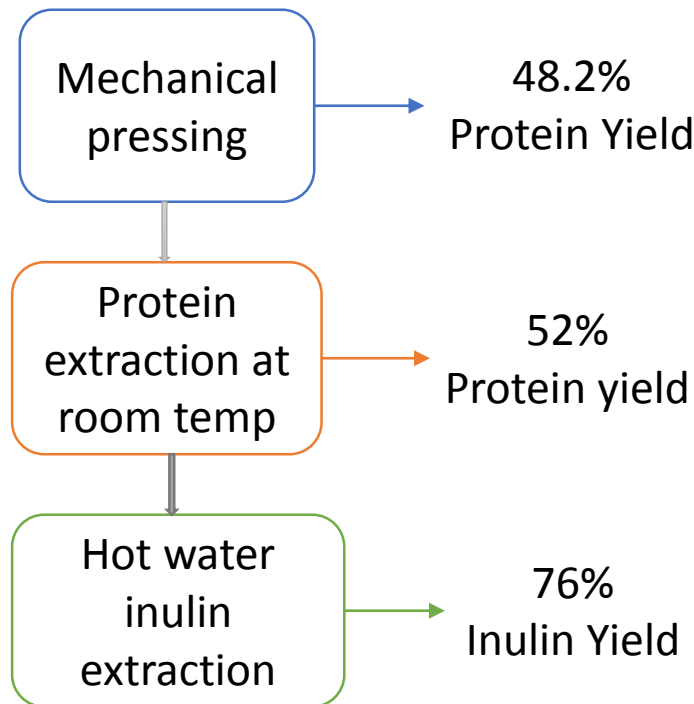 Mechanical
pressing
48.2%
Protein Yield
Protein
extraction at
room temp
52%
Protein yield
Hot water
inulin
extraction
76%
Inulin Yield